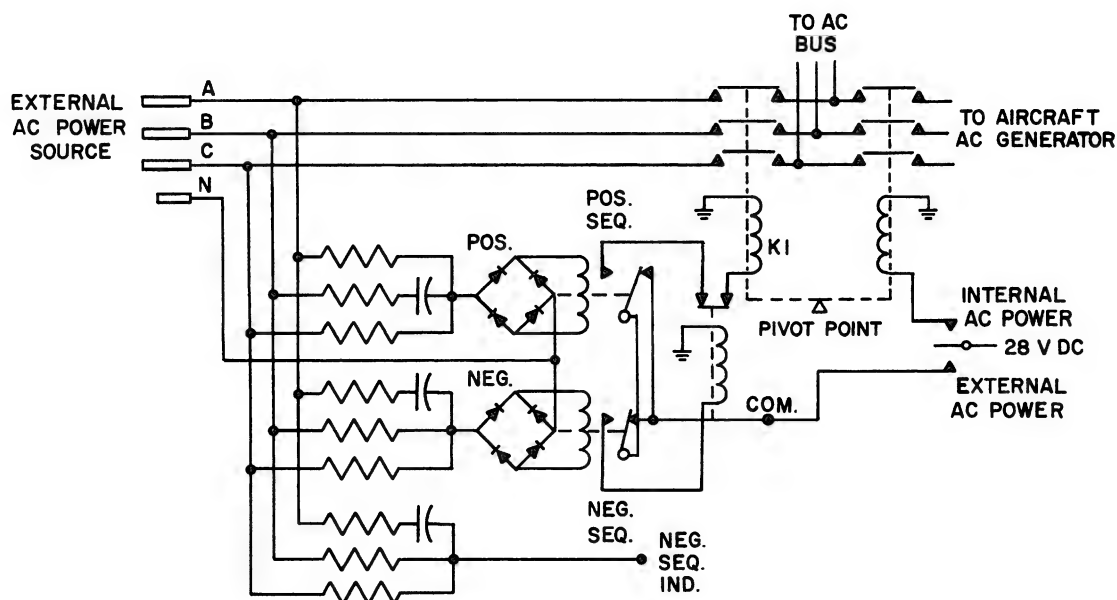 TO AC
BUS
EXTERNAL
AC POWER
SOURCE
A
B
C
N
TO AIRCRAFT
AC GENERATOR
POS.
SEQ.
POS.
K1
PIVOT POINT
INTERNAL
AC POWER
28 V DC
EXTERNAL
AC POWER
NEG.
COM.
NEG.
SEQ.
NEG.
SEQ.
IND.